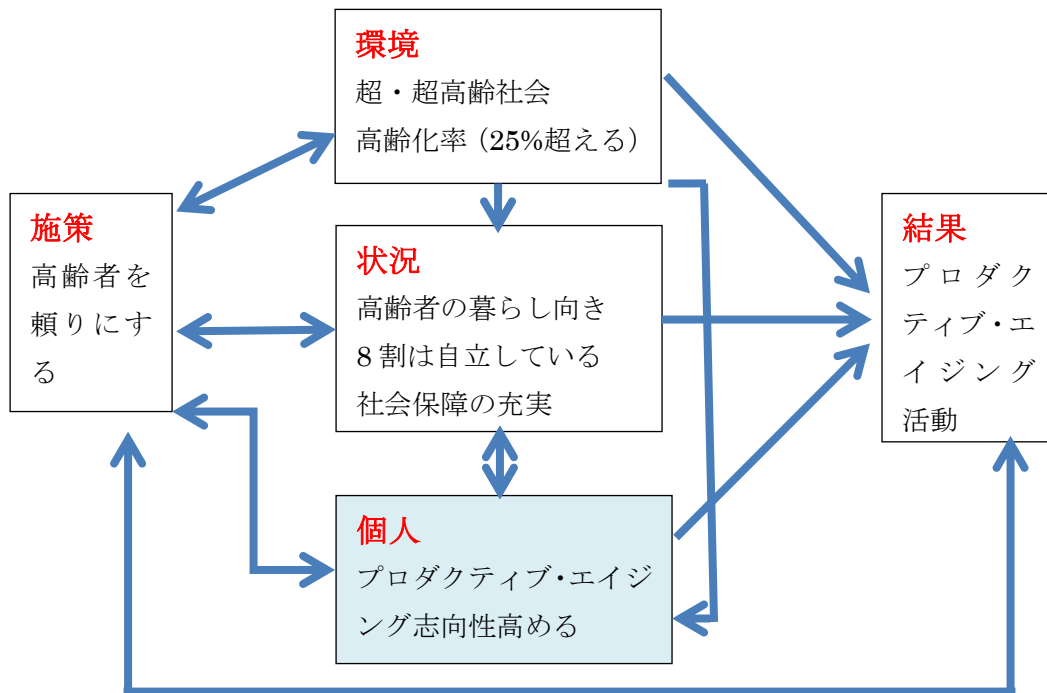 環境
超・超高齢社会
高齢化率（25%超える）
施策
高齢者を
頼りにす
る
状況
高齢者の暮らし向き
8割は自立している
社会保障の充実
個人
プロダクティブ・エイジ
ング志向性高める
結果
プロダク
ティブ・エ
イジング
活動